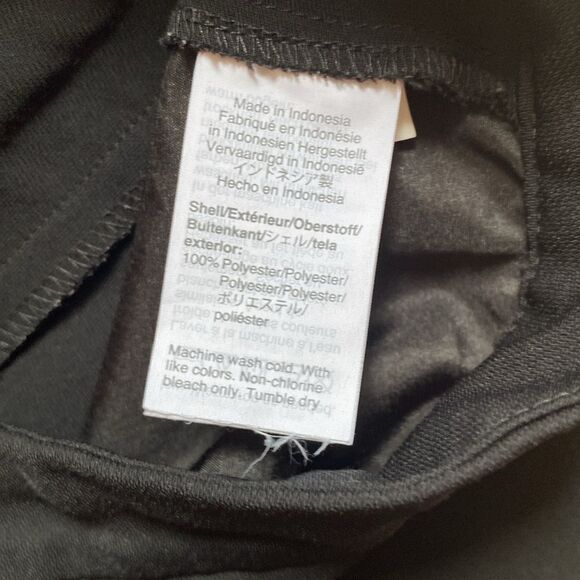 Made in Indonesia
Fabriqué en Indonésie
in Indonesien Hergestellt
Vervaardigd in Indonesië
インドネシア製
Hecho en Indonesia
Shell/Extérieur/Oberstoff/
Buitenkant/シェル/tela
exterior:
100% Polyester/Polyester/
Polyester/Polyester/
ポリエステル/
poliéster
Machine wash cold. With
like colors. Non-chlorine
bleach only. Tumble dry